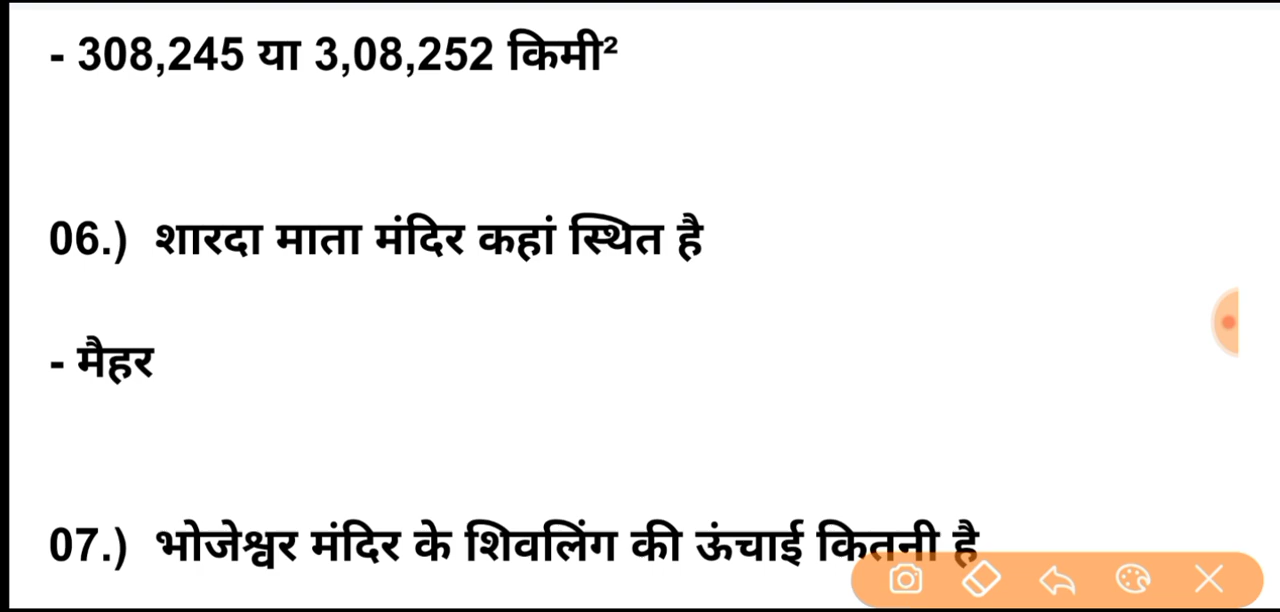 - 308,245 या 3,08,252 किमी²
06.) शारदा माता मंदिर कहां स्थित है
- मैहर
07.) भोजेश्वर मंदिर के शिवलिंग की ऊंचाई कितनी है